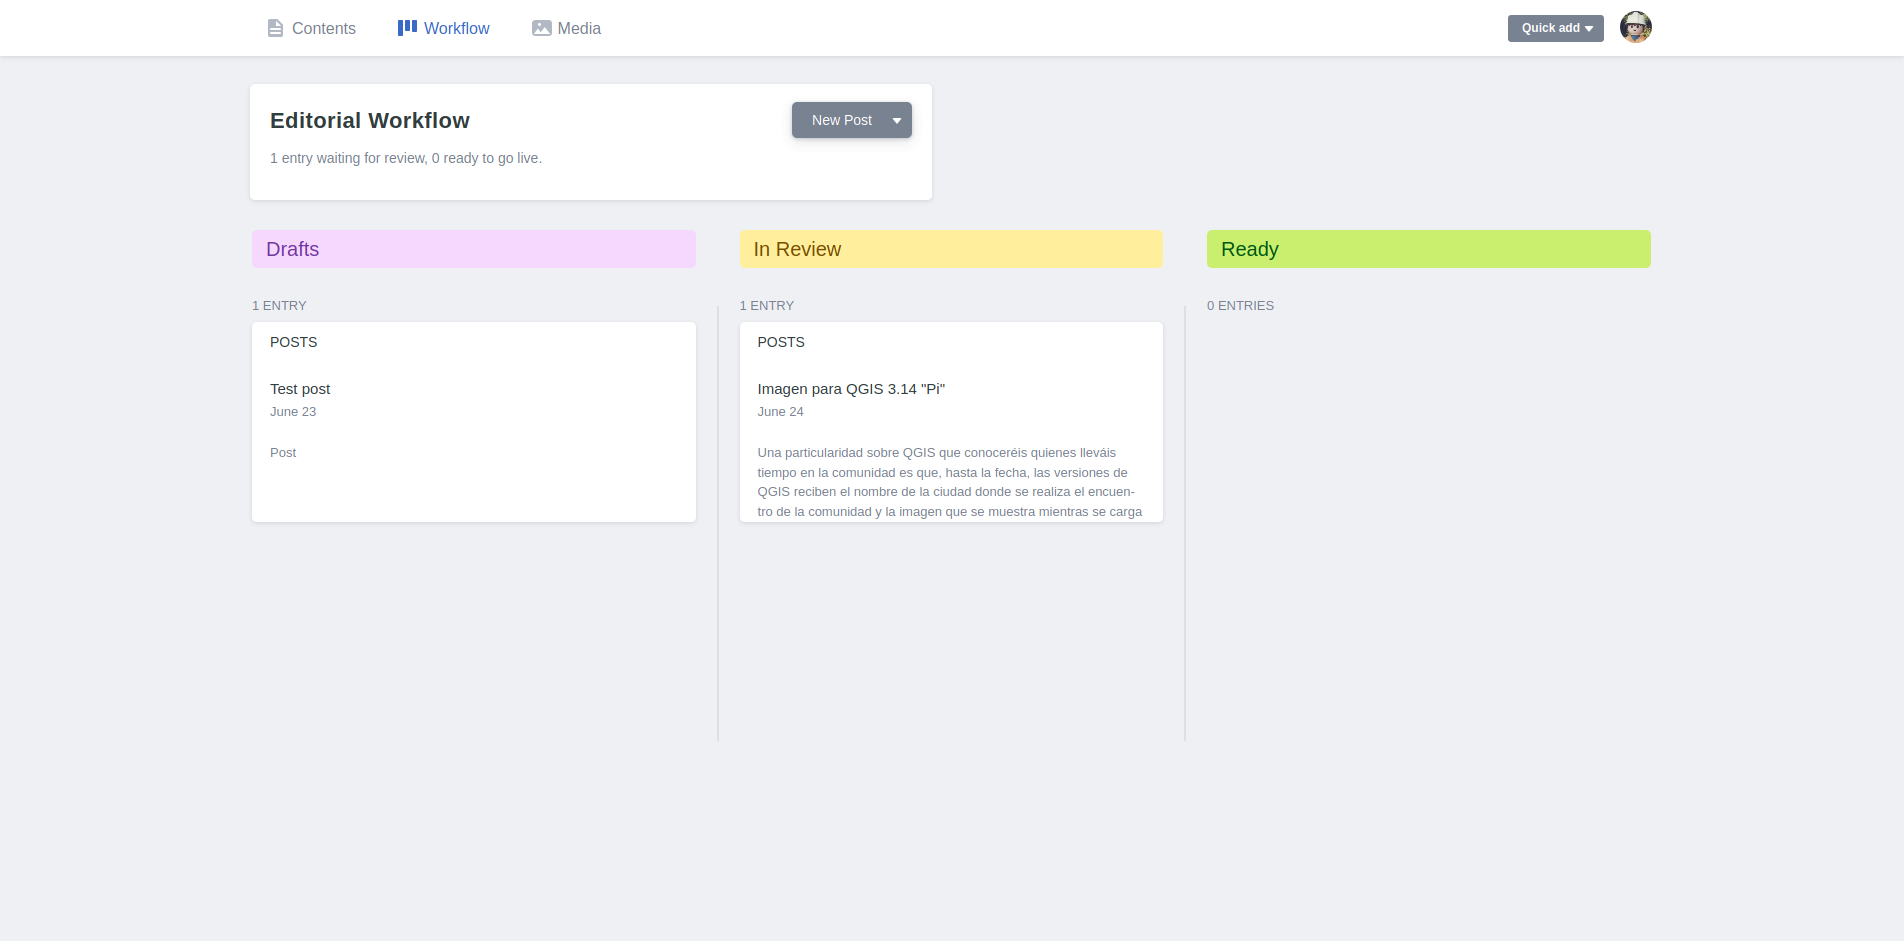 Contents
Workflow
Media
Quick add
Editorial Workflow
New Post
1 entry waiting for review, 0 ready to go live.
Drafts
In Review
Ready
1 ENTRY
1 ENTRY
0 ENTRIES
POSTS
Test post
June 23
Post
POSTS
Imagen para QGIS 3.14 "Pi"
June 24
Una particularidad sobre QGIS que conoceréis quienes lleváis
tiempo en la comunidad es que, hasta la fecha, las versiones de
QGIS reciben el nombre de la ciudad donde se realiza el encuen-
tro de la comunidad y la imagen que se muestra mientras se carga